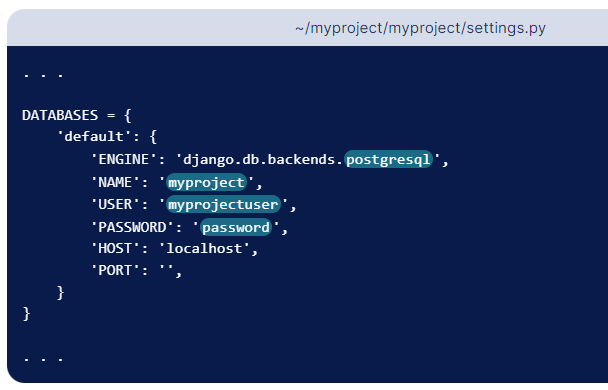 ~/myproject/myproject/settings.py
. . .
DATABASES = {
    'default': {
        'ENGINE': 'django.db.backends.postgresql',
        'NAME': 'myproject',
        'USER': 'myprojectuser',
        'PASSWORD': 'password',
        'HOST': 'localhost',
        'PORT': '',
    }
}
. . .